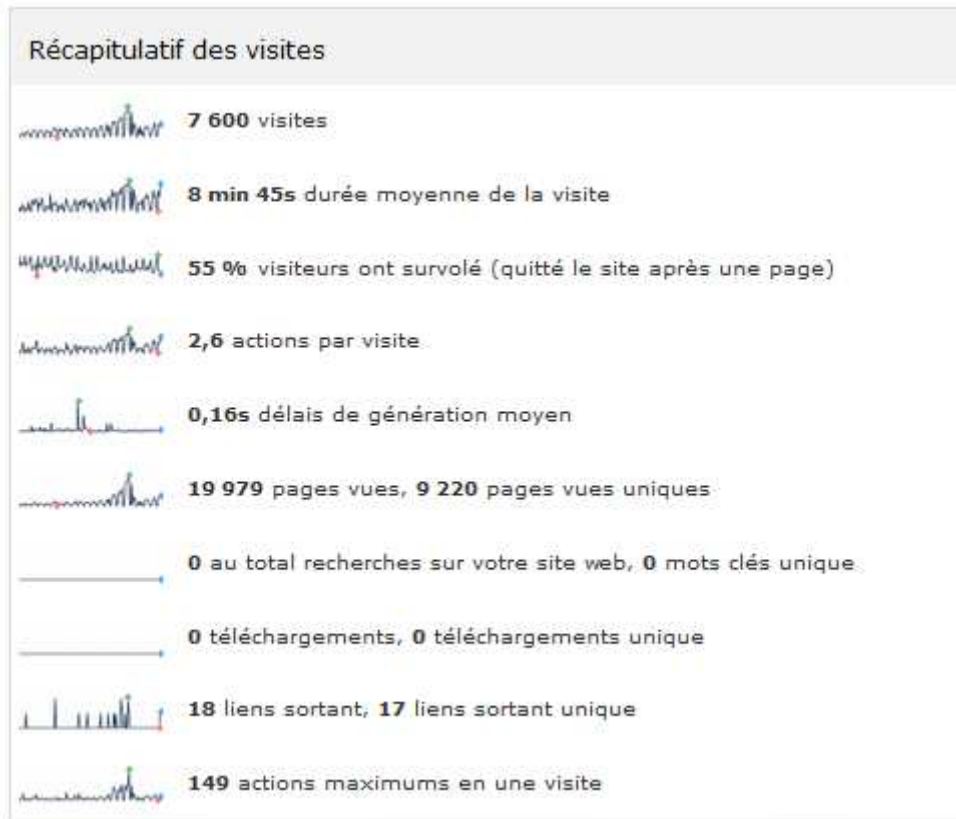 Récapitulatif des visites
7 600 visites
8 min 45s durée moyenne de la visite
55 % visiteurs ont survolé (quitté le site après une page)
2,6 actions par visite
0,16s délais de génération moyen
19 979 pages vues, 9 220 pages vues uniques
0 au total recherches sur votre site web, 0 mots clés unique
0 téléchargements, 0 téléchargements unique
18 liens sortant, 17 liens sortant unique
149 actions maximums en une visite